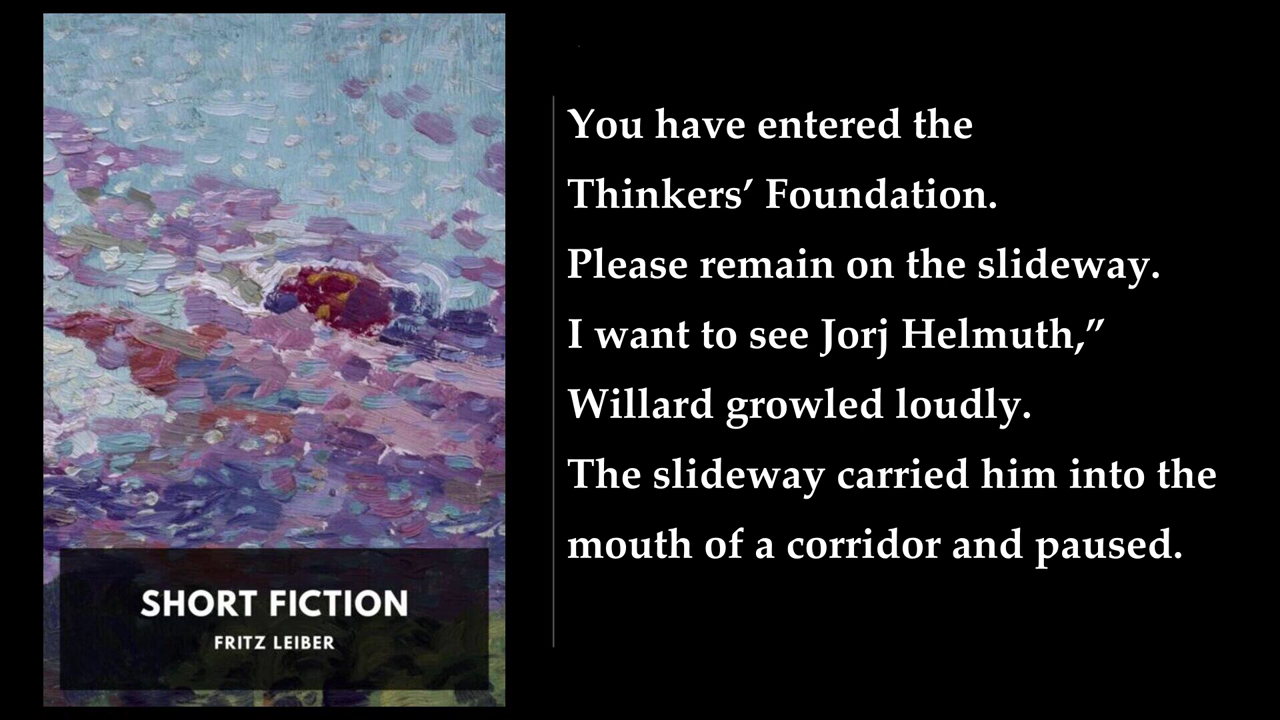 You have entered the
Thinkers’ Foundation.
Please remain on the slideway.
I want to see Jorj Helmuth,”
Willard growled loudly.
The slideway carried him into the
mouth of a corridor and paused.
SHORT FICTION
FRITZ LEIBER